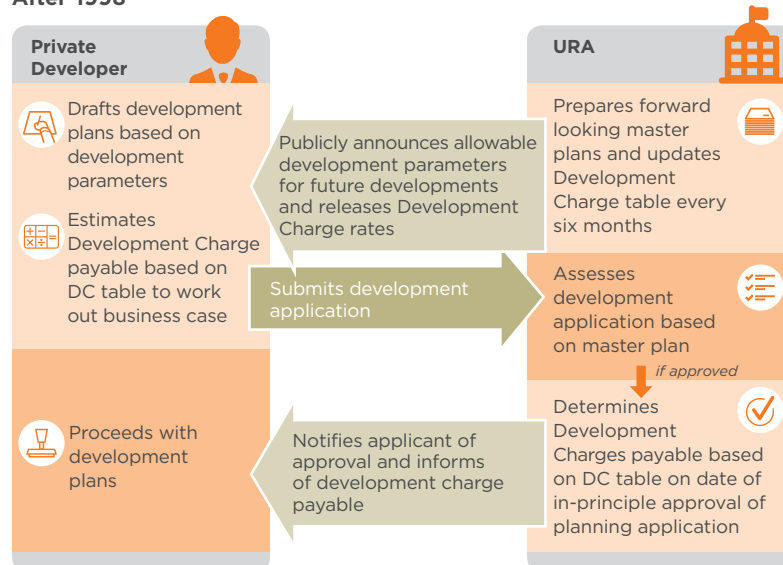 After 1998
Private
Developer
Drafts development
plans based on
development
parameters
Estimates
Development Charge
payable based on
DC table to work
out business case
Proceeds with
development
plans
Publicly announces allowable
development parameters
for future developments
and releases Development
Charge rates
Submits development
application
Notifies applicant of
approval and informs
of development charge
payable
URA
Prepares forward
looking master
plans and updates
Development
Charge table every
six months
Assesses
development
application based
on master plan
if approved
Determines
Development
Charges payable based
on DC table on date of
in-principle approval of
planning application